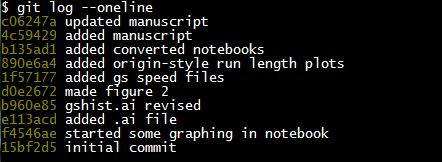 $ git log --oneline
c06247a updated manuscript
4c59429 added manuscript
b135ad1 added converted notebooks
890e6a4 added origin-style run length plots
1f57177 added gs speed files
d0e2672 made figure 2
b960e85 gshist.ai revised
e113acd added .ai file
f4546ae started some graphing in notebook
15bf2d5 initial commit